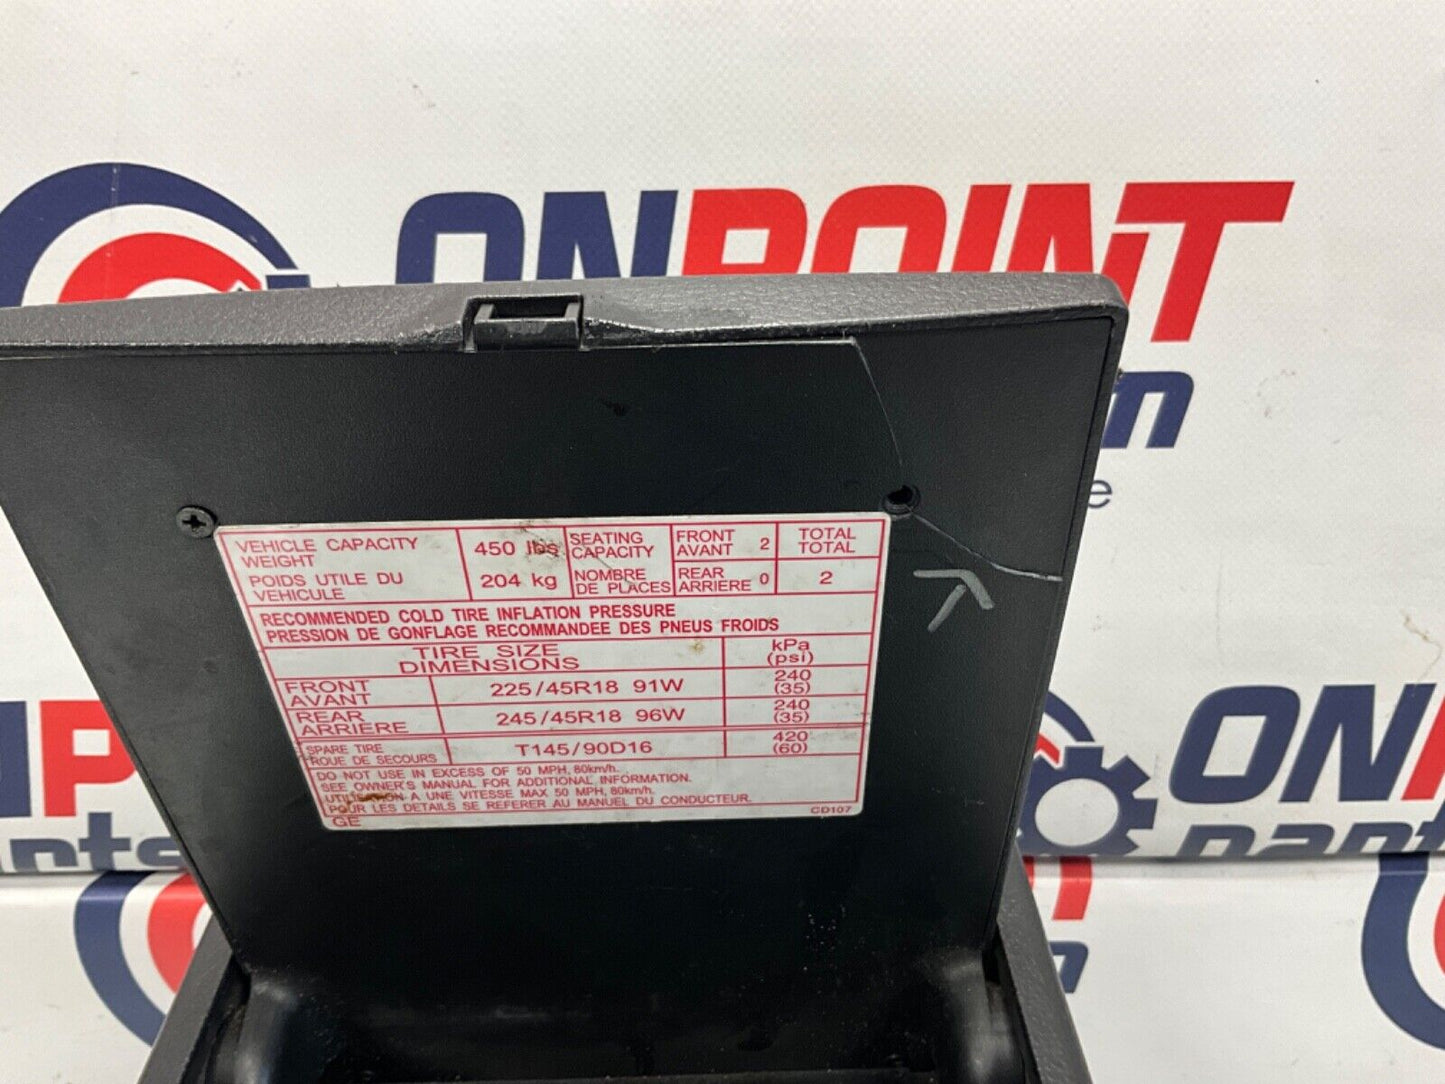 ONPOINT
VEHICLE CAPACITY WEIGHT 450 lbs SEATING CAPACITY FRONT AVANT 2 TOTAL TOTAL
POIDS UTILE DU VEHICULE 204 kg NOMBRE DE PLACES REAR ARRIERE 0 2
RECOMMENDED COLD TIRE INFLATION PRESSURE
PRESSION DE GONFLAGE RECOMMANDEE DES PNEUS FROIDS
TIRE SIZE DIMENSIONS kPa (psi)
FRONT AVANT 225/45R18 91W 240 (35)
REAR ARRIERE 245/45R18 96W 240 (35)
SPARE TIRE ROUE DE SECOURS T145/90D16 420 (60)
DO NOT USE IN EXCESS OF 50 MPH, 80km/h.
SEE OWNER'S MANUAL FOR ADDITIONAL INFORMATION.
UTILISATION A UNE VITESSE MAX 50 MPH, 80km/h.
POUR LES DETAILS SE REFERER AU MANUEL DU CONDUCTEUR.
GE CD107